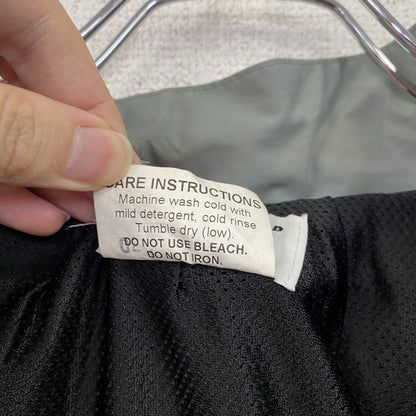 CARE INSTRUCTIONS
Machine wash cold with
mild detergent, cold rinse
Tumble dry (low).
DO NOT USE BLEACH.
DO NOT IRON.